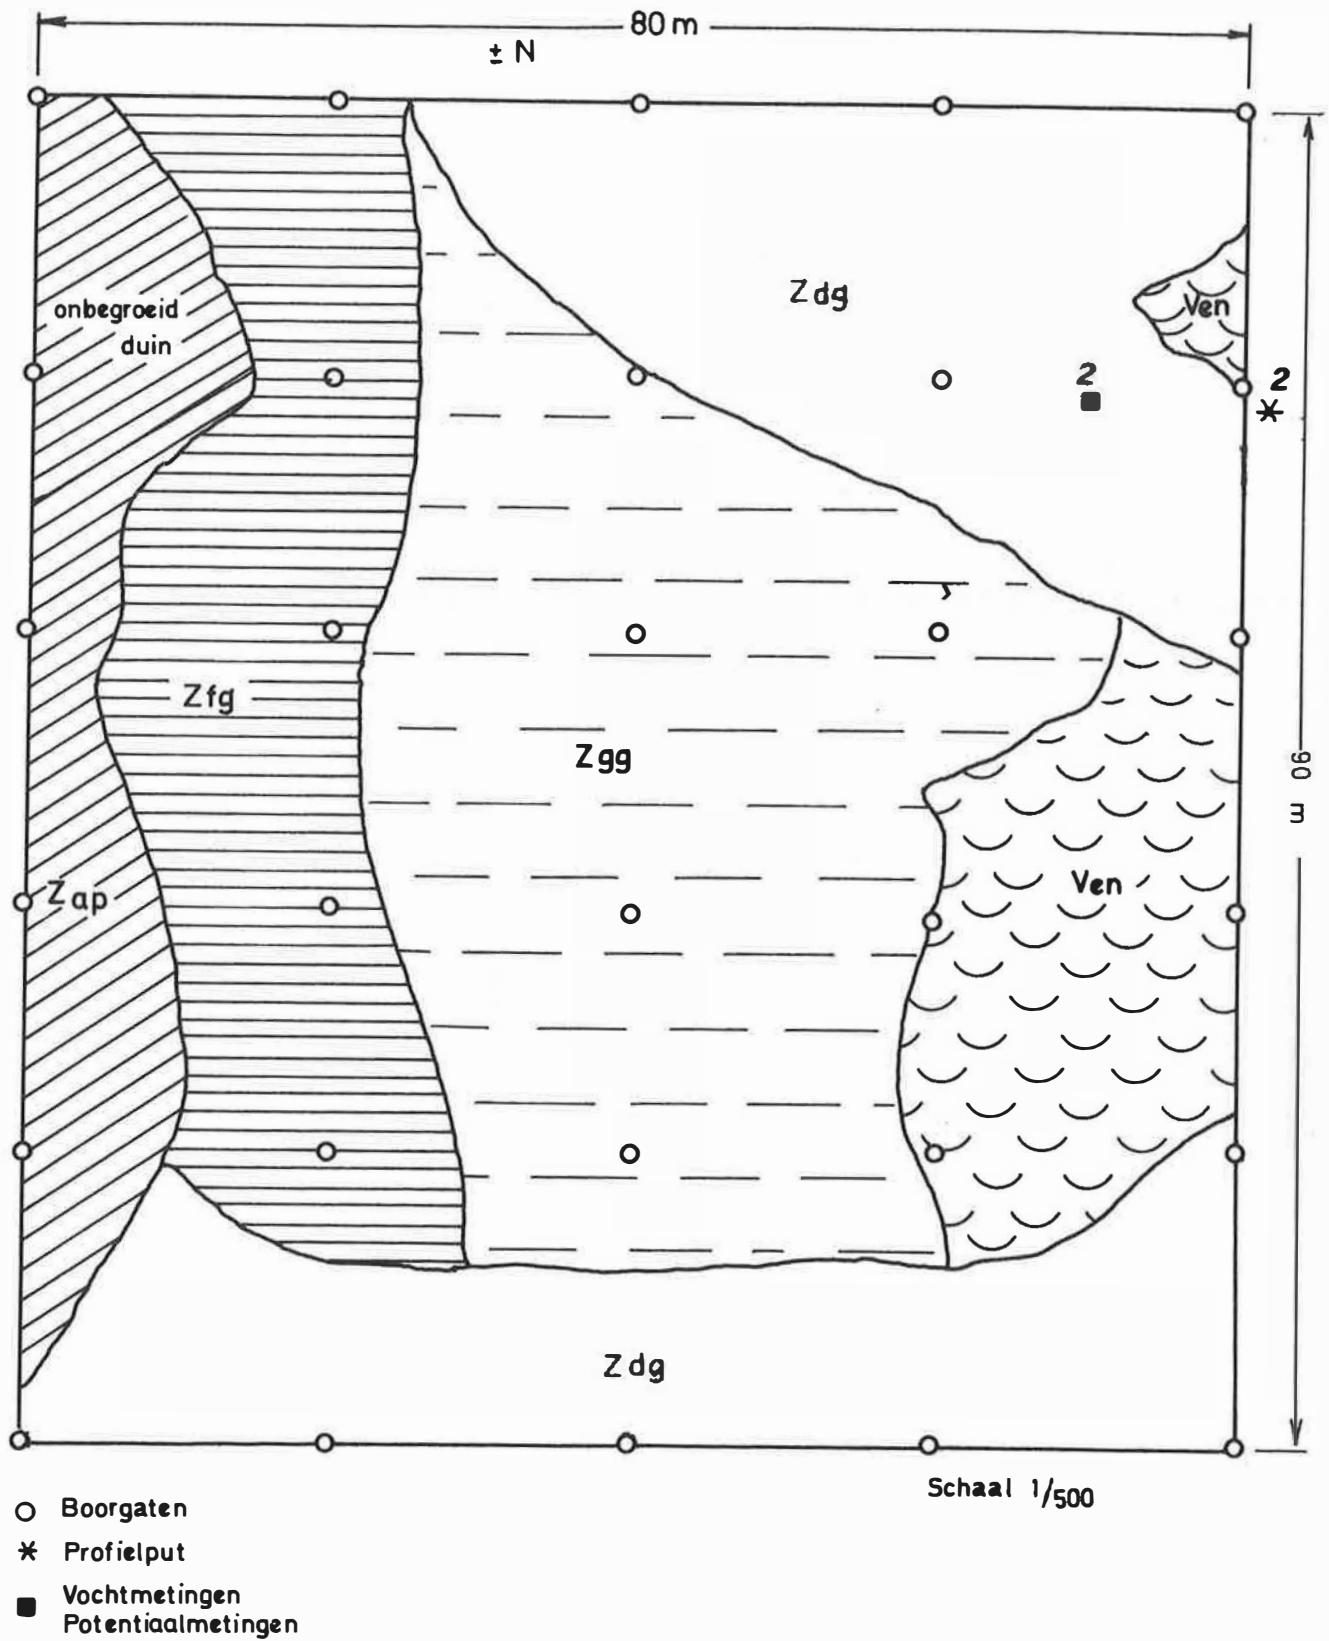 80 m
± N
onbegroeid
duin
Zdg
Ven
2
2
Zfg
Zgg
90 m
Zap
Ven
Zdg
Schaal 1/500
Boorgaten
Profielput
Vochtmetingen
Potentiaalmetingen